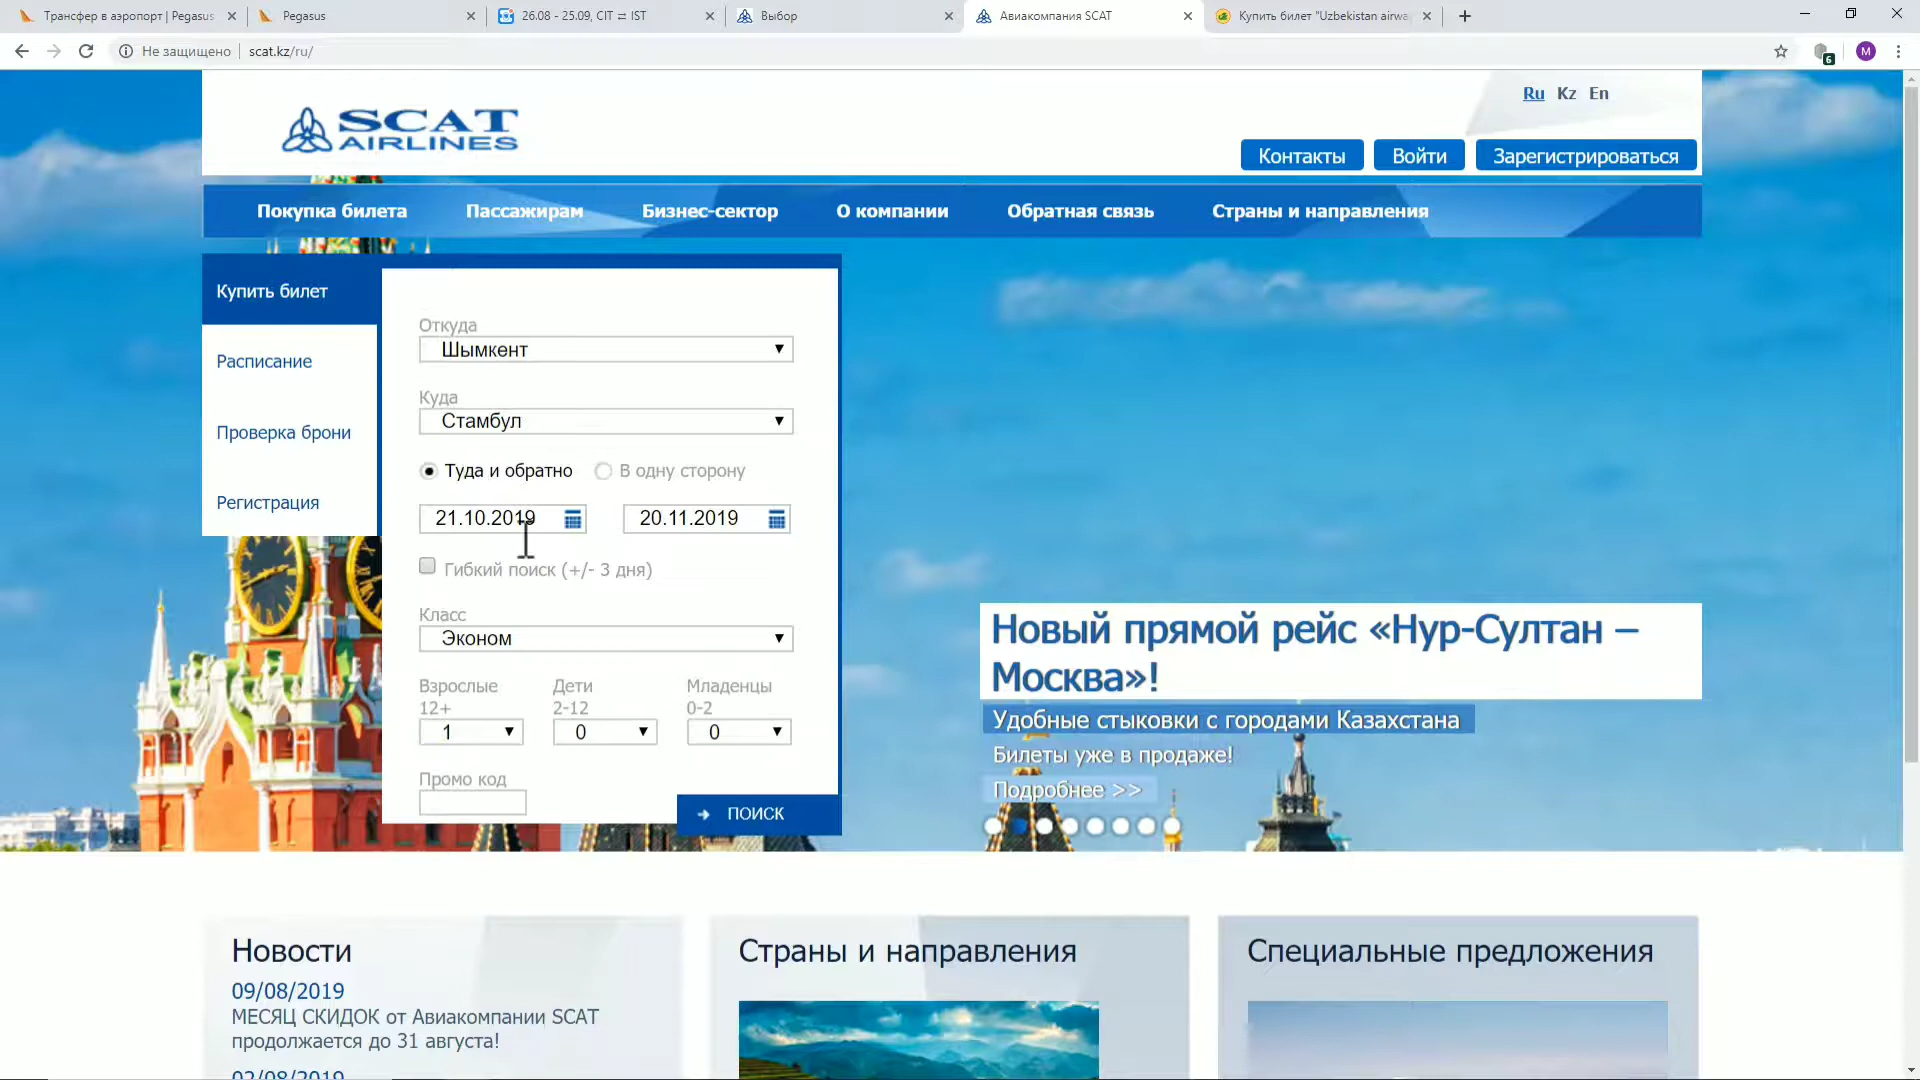 Трансфер в аэропорт | Pegasus
Pegasus
26.08 - 25.09, CIT ⇄ IST
Выбор
Авиакомпания SCAT
Купить билет "Uzbekistan airwa
Не защищено
scat.kz/ru/
6
M
SCAT
AIRLINES
Ru Kz En
Контакты
Войти
Зарегистрироваться
Покупка билета
Пассажирам
Бизнес-сектор
О компании
Обратная связь
Страны и направления
Купить билет
Расписание
Проверка брони
Регистрация
Откуда
Шымкент
Куда
Стамбул
Туда и обратно
В одну сторону
21.10.2019
20.11.2019
Гибкий поиск (+/- 3 дня)
Класс
Эконом
Взрослые
12+
Дети
2-12
Младенцы
0-2
1
0
0
Промо код
ПОИСК
Новый прямой рейс «Нур-Султан –
Москва»!
Удобные стыковки с городами Казахстана
Билеты уже в продаже!
Подробнее >>
Новости
09/08/2019
МЕСЯЦ СКИДОК от Авиакомпании SCAT
продолжается до 31 августа!
02/08/2019
Страны и направления
Специальные предложения